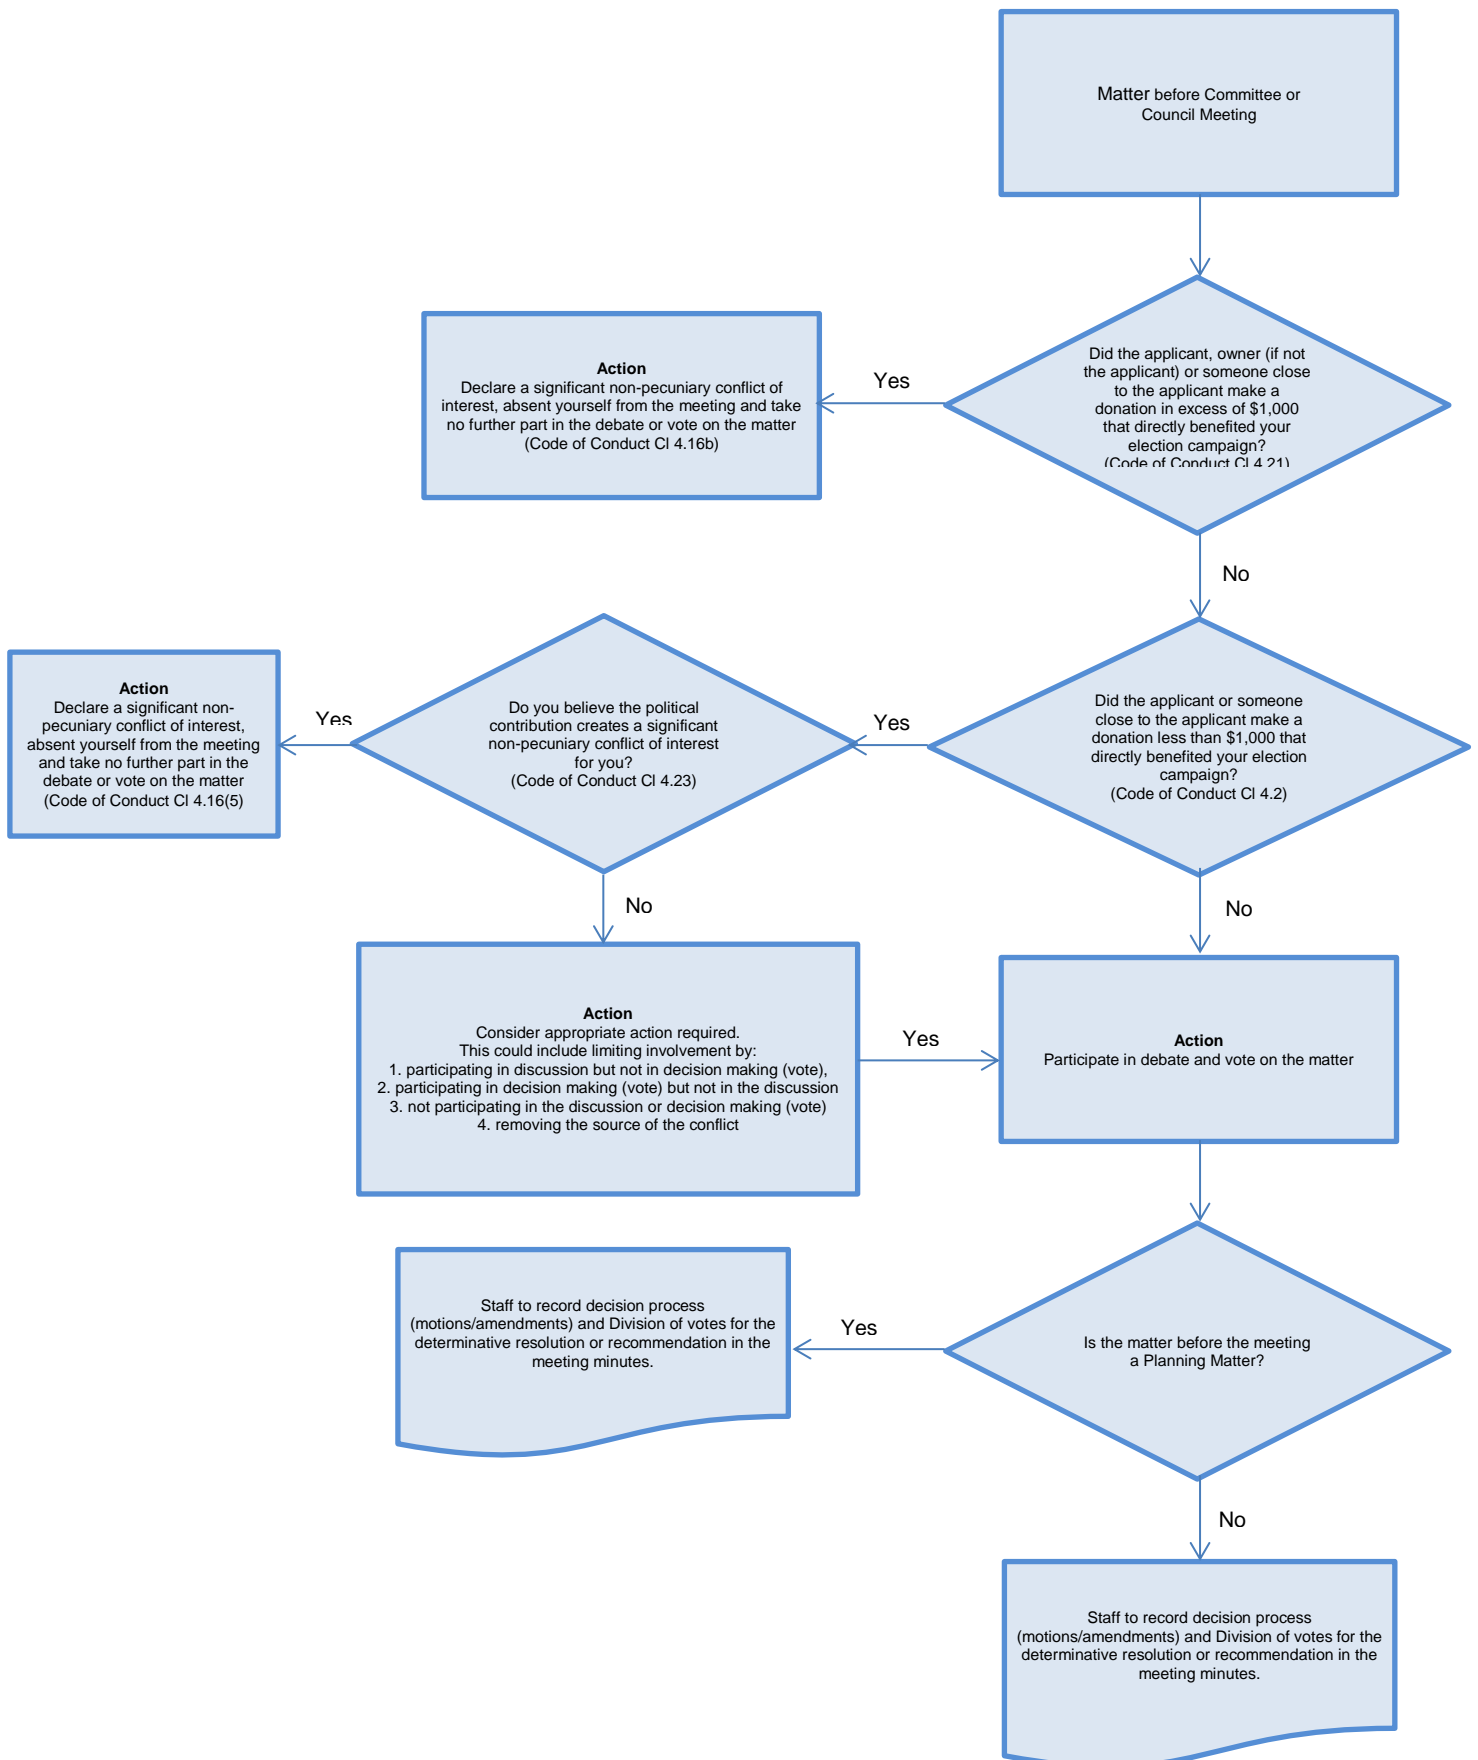 Matter before Committee or
Council Meeting
Did the applicant, owner (if not
the applicant) or someone close
to the applicant make a
donation in excess of $1,000
that directly benefited your
election campaign?
(Code of Conduct Cl 4.21)
Yes
Action
Declare a significant non-pecuniary conflict of
interest, absent yourself from the meeting and take
no further part in the debate or vote on the matter
(Code of Conduct Cl 4.16b)
No
Did the applicant or someone
close to the applicant make a
donation less than $1,000 that
directly benefited your election
campaign?
(Code of Conduct Cl 4.2)
Yes
Do you believe the political
contribution creates a significant
non-pecuniary conflict of interest
for you?
(Code of Conduct Cl 4.23)
Yes
Action
Declare a significant non-
pecuniary conflict of interest,
absent yourself from the meeting
and take no further part in the
debate or vote on the matter
(Code of Conduct Cl 4.16(5)
No
No
Action
Consider appropriate action required.
This could include limiting involvement by:
1. participating in discussion but not in decision making (vote),
2. participating in decision making (vote) but not in the discussion
3. not participating in the discussion or decision making (vote)
4. removing the source of the conflict
Yes
Action
Participate in debate and vote on the matter
Is the matter before the meeting
a Planning Matter?
Yes
Staff to record decision process
(motions/amendments) and Division of votes for the
determinative resolution or recommendation in the
meeting minutes.
No
Staff to record decision process
(motions/amendments) and Division of votes for the
determinative resolution or recommendation in the
meeting minutes.